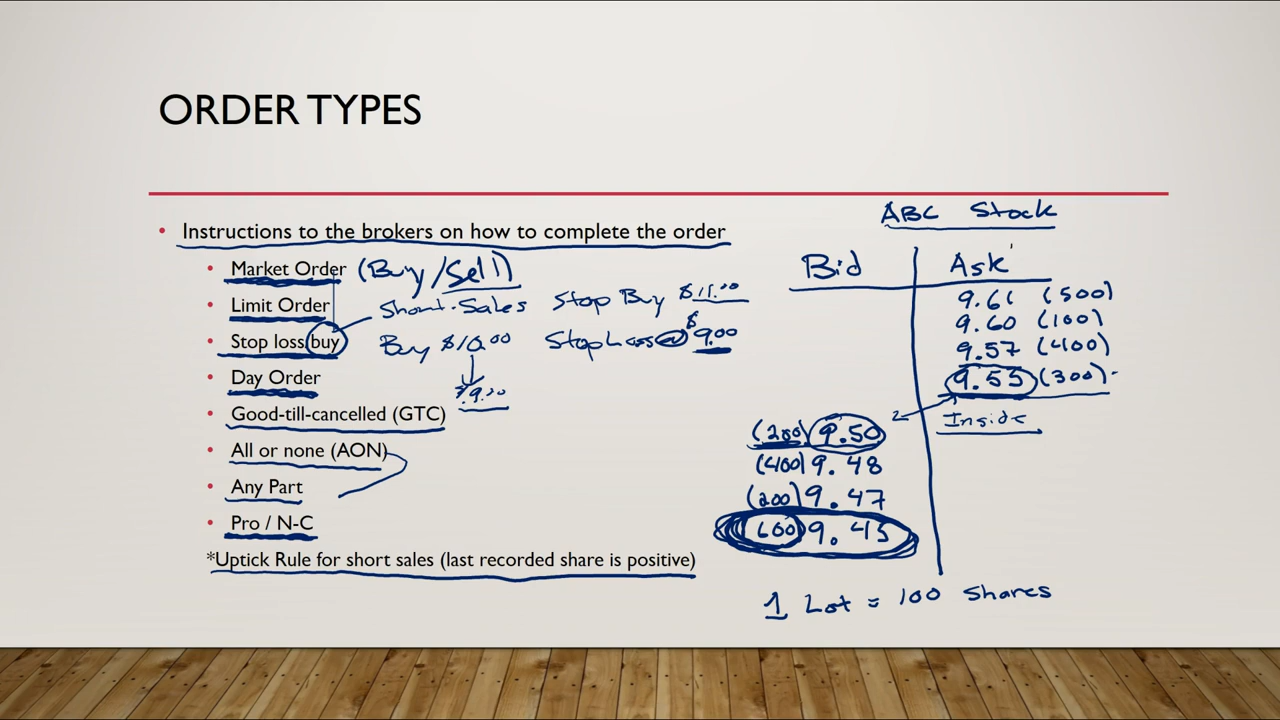 ORDER TYPES
• Instructions to the brokers on how to complete the order
• Market Order (Buy/Sell)
• Limit Order Short-Sales Stop Buy $11.00
• Stop loss buy Buy $10.00 Stop Loss @ $9.00
• Day Order
• Good-till-cancelled (GTC)
• All or none (AON)
• Any Part
• Pro / N-C
*Uptick Rule for short sales (last recorded share is positive)
ABC Stock
Bid Ask
9.61 (500)
9.60 (100)
9.57 (400)
9.55 (300)
Inside
(200) 9.50
(400) 9.48
(200) 9.47
600 9.45
1 Lot = 100 shares